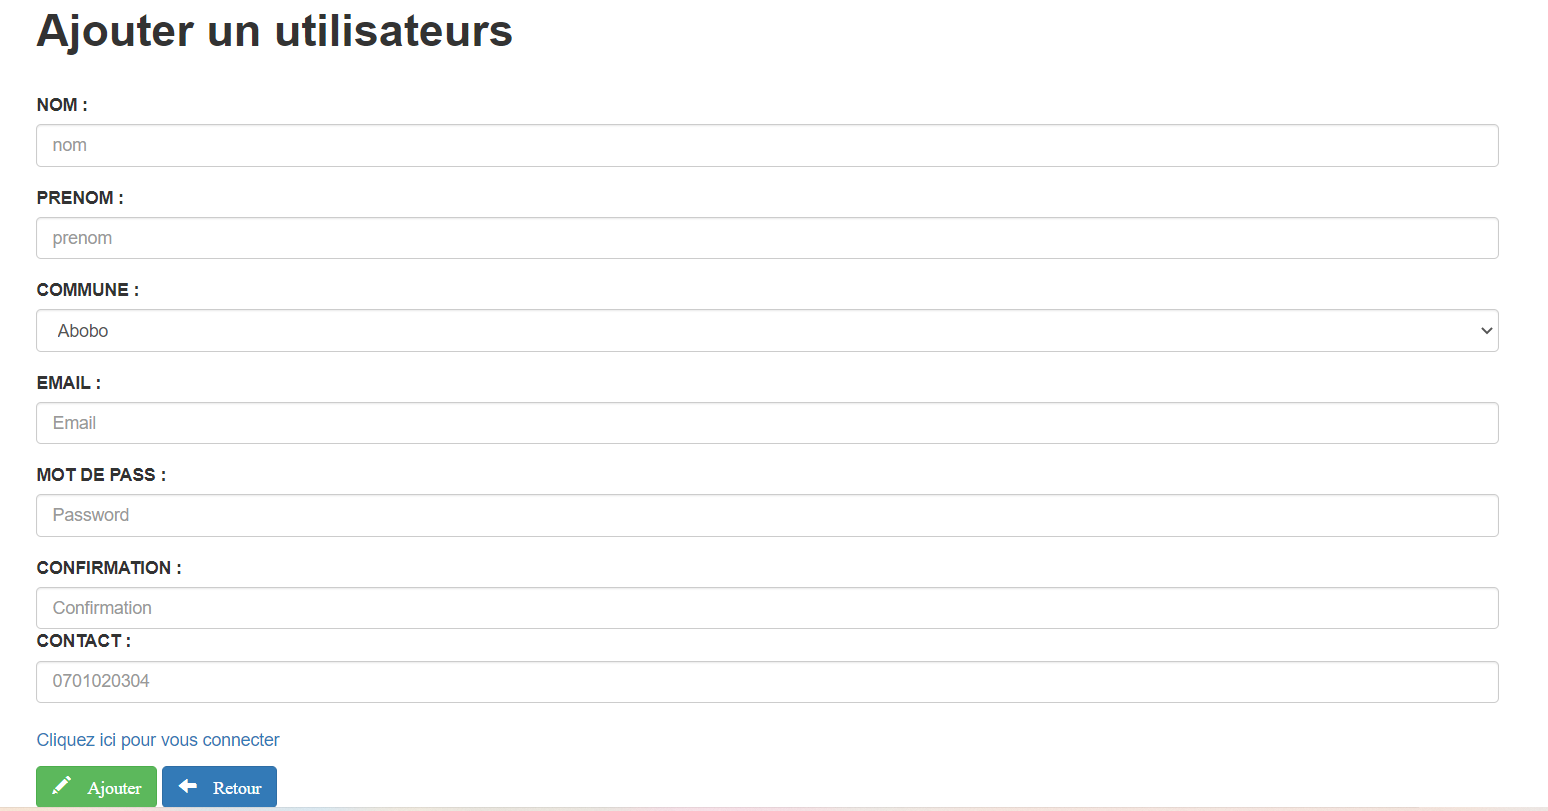 Ajouter un utilisateurs
NOM :
nom
PRENOM :
prenom
COMMUNE :
Abobo
EMAIL :
Email
MOT DE PASS :
Password
CONFIRMATION :
Confirmation
CONTACT :
0701020304
Cliquez ici pour vous connecter
Ajouter Retour